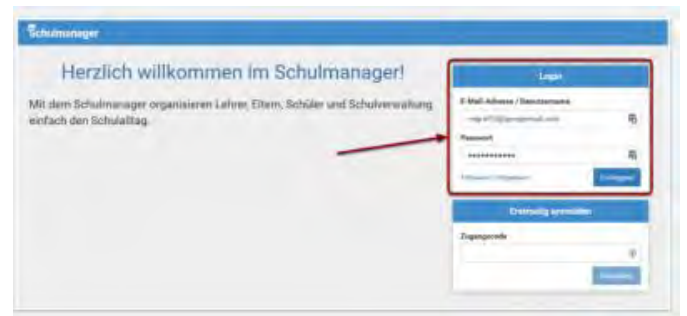 Schulmanager
Herzlich willkommen im Schulmanager!
Mit dem Schulmanager organisieren Lehrer, Eltern, Schüler und Schulverwaltung
einfach den Schulalltag.
Login
E-Mail-Adresse / Benutzername
Passwort
Einloggen
Erstmalig anmelden
Zugangscode